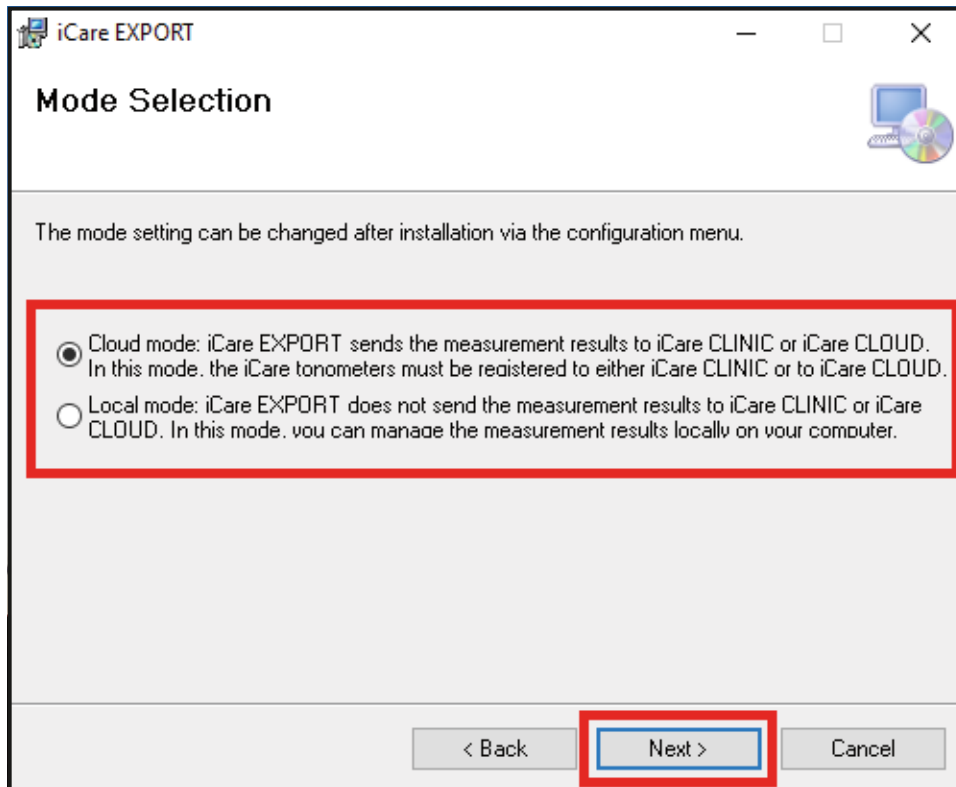 iCare EXPORT
Mode Selection
The mode setting can be changed after installation via the configuration menu.
Cloud mode: iCare EXPORT sends the measurement results to iCare CLINIC or iCare CLOUD.
In this mode, the iCare tonometers must be registered to either iCare CLINIC or to iCare CLOUD.
Local mode: iCare EXPORT does not send the measurement results to iCare CLINIC or iCare
CLOUD. In this mode, you can manage the measurement results locally on your computer.
< Back
Next >
Cancel